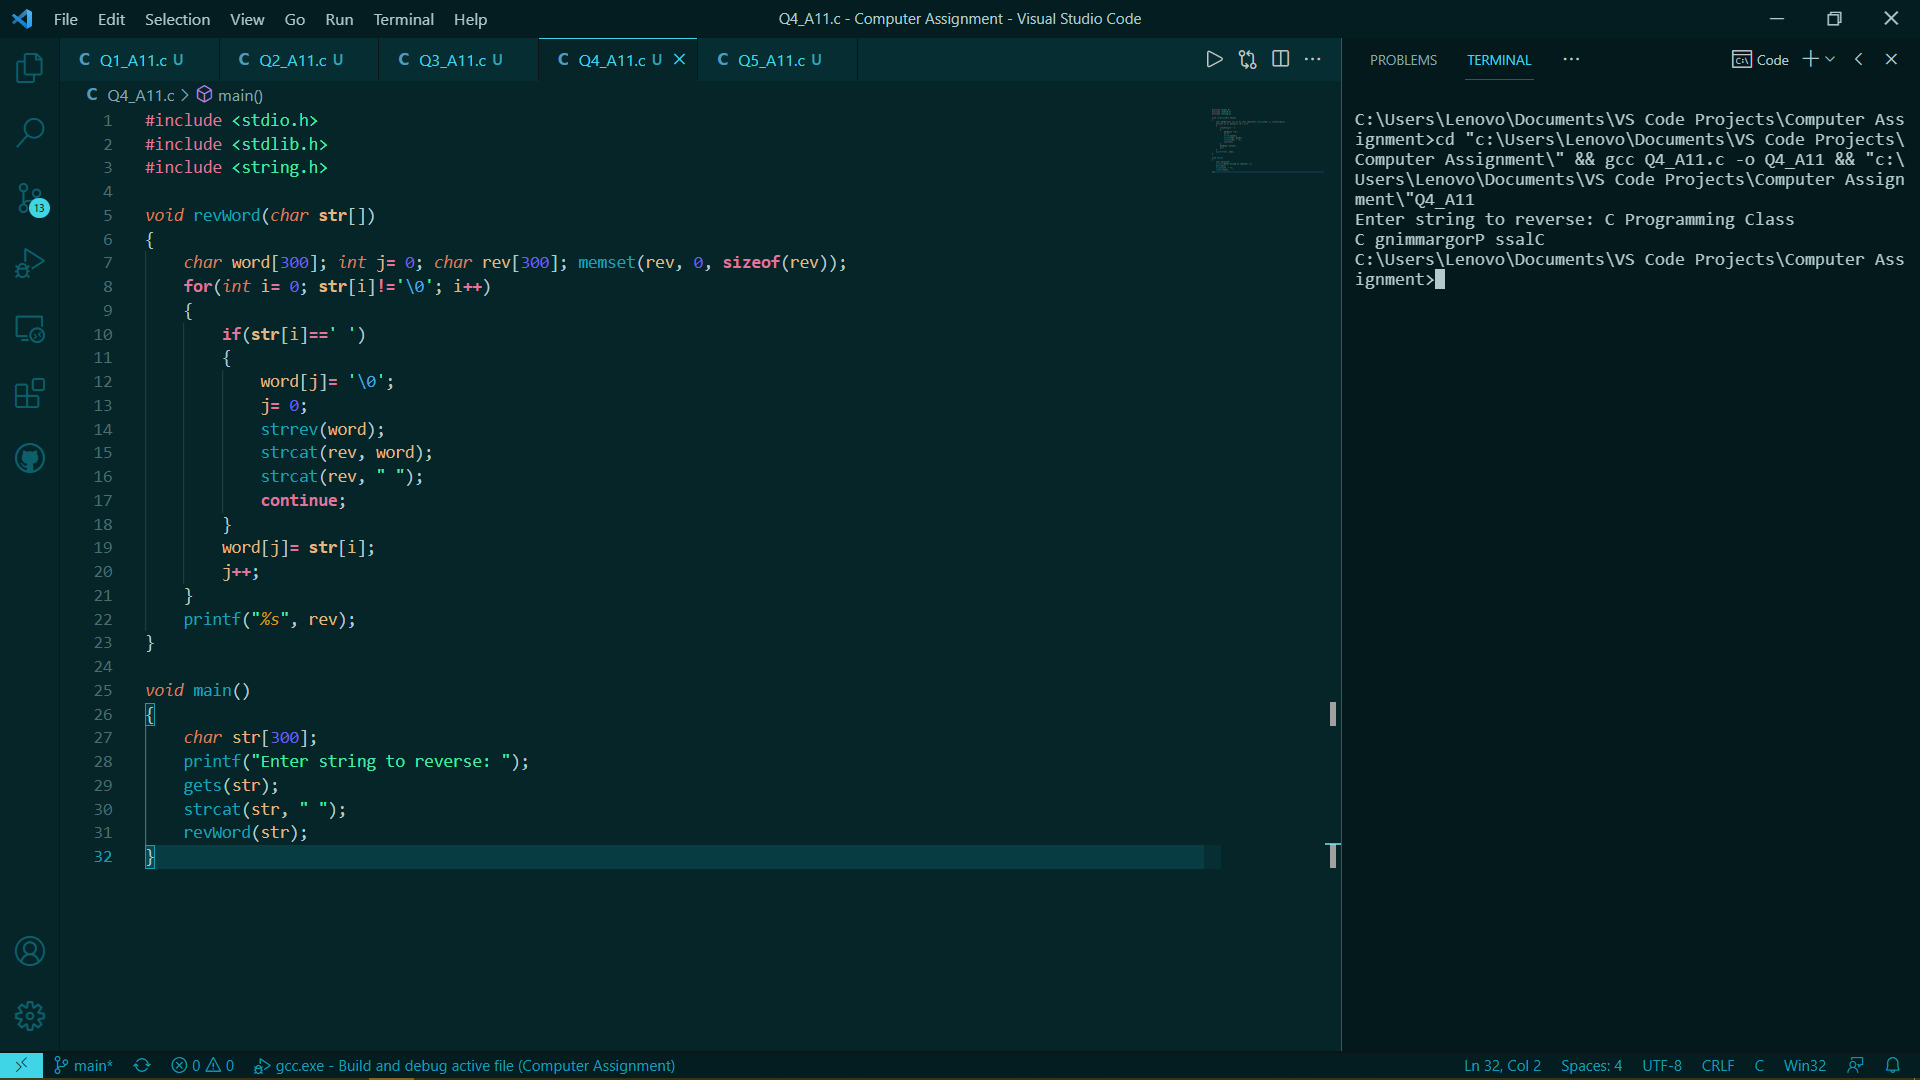 File Edit Selection View Go Run Terminal Help
Q4_A11.c - Computer Assignment - Visual Studio Code
C Q1_A11.c U C Q2_A11.c U C Q3_A11.c U C Q4_A11.c U C Q5_A11.c U
C Q4_A11.c > main()
1 #include <stdio.h>
2 #include <stdlib.h>
3 #include <string.h>
4
5 void revWord(char str[])
6 {
7 char word[300]; int j= 0; char rev[300]; memset(rev, 0, sizeof(rev));
8 for(int i= 0; str[i]!='\0'; i++)
9 {
10 if(str[i]==' ')
11 {
12 word[j]= '\0';
13 j= 0;
14 strrev(word);
15 strcat(rev, word);
16 strcat(rev, " ");
17 continue;
18 }
19 word[j]= str[i];
20 j++;
21 }
22 printf("%s", rev);
23 }
24
25 void main()
26 {
27 char str[300];
28 printf("Enter string to reverse: ");
29 gets(str);
30 strcat(str, " ");
31 revWord(str);
32 }
13
PROBLEMS TERMINAL ... Code
C:\Users\Lenovo\Documents\VS Code Projects\Computer Ass
ignment>cd "c:\Users\Lenovo\Documents\VS Code Projects\
Computer Assignment\" && gcc Q4_A11.c -o Q4_A11 && "c:\
Users\Lenovo\Documents\VS Code Projects\Computer Assign
ment\"Q4_A11
Enter string to reverse: C Programming Class
C gnimmargorP ssalC
C:\Users\Lenovo\Documents\VS Code Projects\Computer Ass
ignment>
main* 0 0 gcc.exe - Build and debug active file (Computer Assignment)
Ln 32, Col 2 Spaces: 4 UTF-8 CRLF C Win32